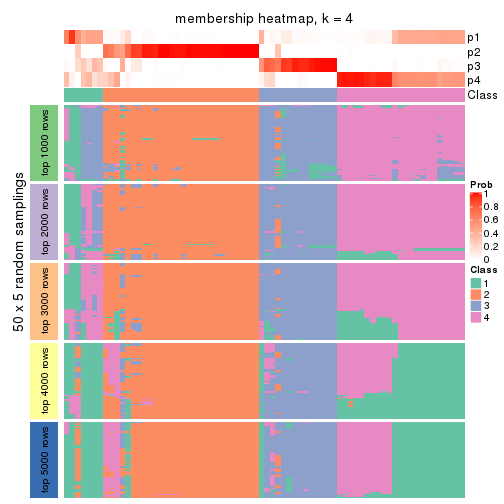 membership heatmap, k = 4
p1
p2
p3
p4
Class
50 x 5 random samplings
top 1000 rows
top 2000 rows
top 3000 rows
top 4000 rows
top 5000 rows
Prob
1
0.8
0.6
0.4
0.2
0
Class
1
2
3
4